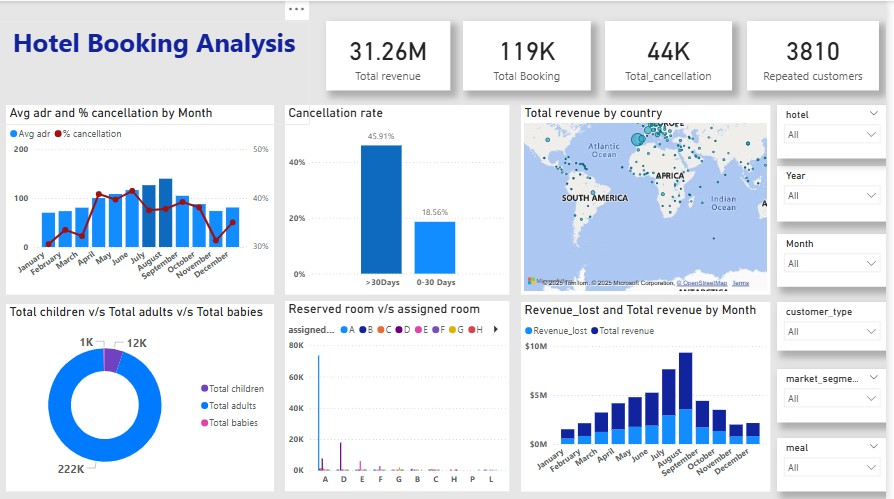 Hotel Booking Analysis
31.26M
Total revenue
119K
Total Booking
44K
Total_cancellation
3810
Repeated customers
Avg adr and % cancellation by Month
Avg adr % cancellation
200
100
0
50%
40%
30%
January
February
March
April
May
June
July
August
September
October
November
December
Cancellation rate
45.91%
18.56%
40%
20%
0%
>30Days
0-30 Days
Total revenue by country
EUROPE
Atlantic
Ocean
AFRICA
SOUTH AMERICA
Indian
Ocean
A
Microsoft
© 2025 TomTom, © 2025 Microsoft Corporation, © OpenStreetMap Terms
ANTARCTICA
hotel
All
Year
All
Month
All
customer_type
All
market_segme...
All
meal
All
Total children v/s Total adults v/s Total babies
1K
12K
222K
Total children
Total adults
Total babies
Reserved room v/s assigned room
assigned... A B C D E F G H
80K
60K
40K
20K
0K
A D E F G B C H P L
Revenue_lost and Total revenue by Month
Revenue_lost Total revenue
$10M
$5M
$0M
January
February
March
April
May
June
July
August
September
October
November
December